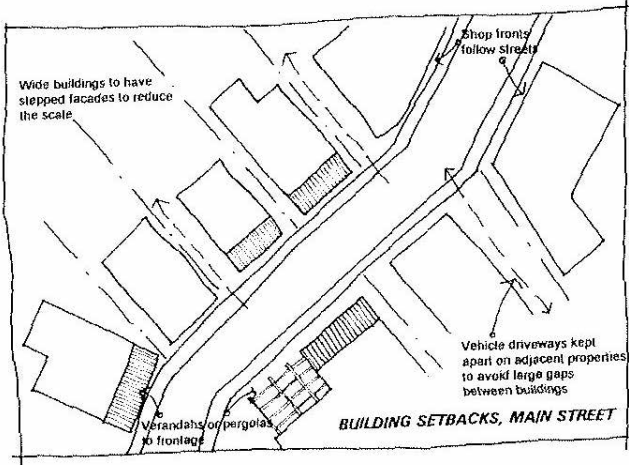 Shop fronts
follow streets
Wide buildings to have
stepped facades to reduce
the scale
Vehicle driveways kept
apart on adjacent properties
to avoid large gaps
between buildings
Verandahs or pergolas
to frontage
BUILDING SETBACKS, MAIN STREET